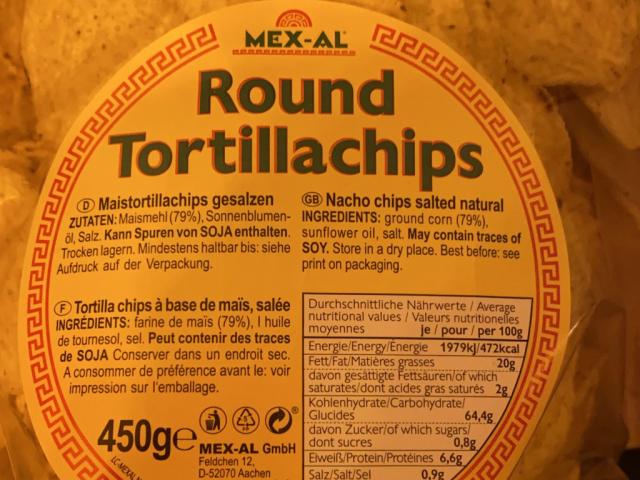 MEX-AL®
Round
Tortillachips
D Maistortillachips gesalzen
ZUTATEN: Maismehl (79%), Sonnenblumen-
öl, Salz. Kann Spuren von SOJA enthalten.
Trocken lagern. Mindestens haltbar bis: siehe
Aufdruck auf der Verpackung.
GB Nacho chips salted natural
INGREDIENTS: ground corn (79%),
sunflower oil, salt. May contain traces of
SOY. Store in a dry place. Best before: see
print on packaging.
F Tortilla chips à base de maïs, salée
INGRÉDIENTS: farine de maïs (79%), l huile
de tournesol, sel. Peut contenir des traces
de SOJA Conserver dans un endroit sec.
A consommer de préférence avant le: voir
impression sur l'emballage.
Durchschnittliche Nährwerte / Average
nutritional values / Valeurs nutritionelles
moyennes je / pour / per 100g
Energie/Energy/Énergie 1979kj/472kcal
Fett/Fat/Matières grasses 20g
davon gesättigte Fettsäuren/of which
saturates/dont acides gras saturés 2g
Kohlenhydrate/Carbohydrate/
Glucides 64,4g
davon Zucker/of which sugars/
dont sucres 0,8g
Eiweiß/Protein/Protéines 6,6g
Salz/Salt/Sel 0,9g
450g℮
MEX-AL GmbH
Feldchen 12,
D-52070 Aachen